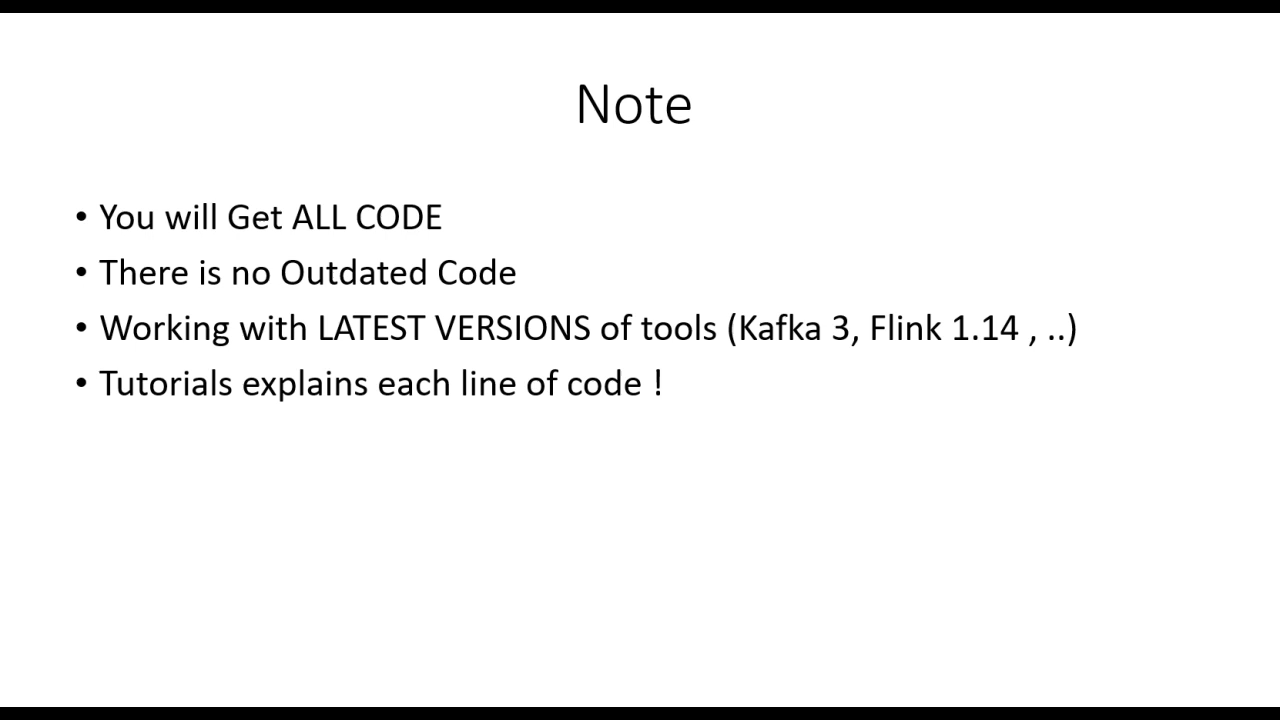 Note
• You will Get ALL CODE
• There is no Outdated Code
• Working with LATEST VERSIONS of tools (Kafka 3, Flink 1.14 , ..)
• Tutorials explains each line of code !